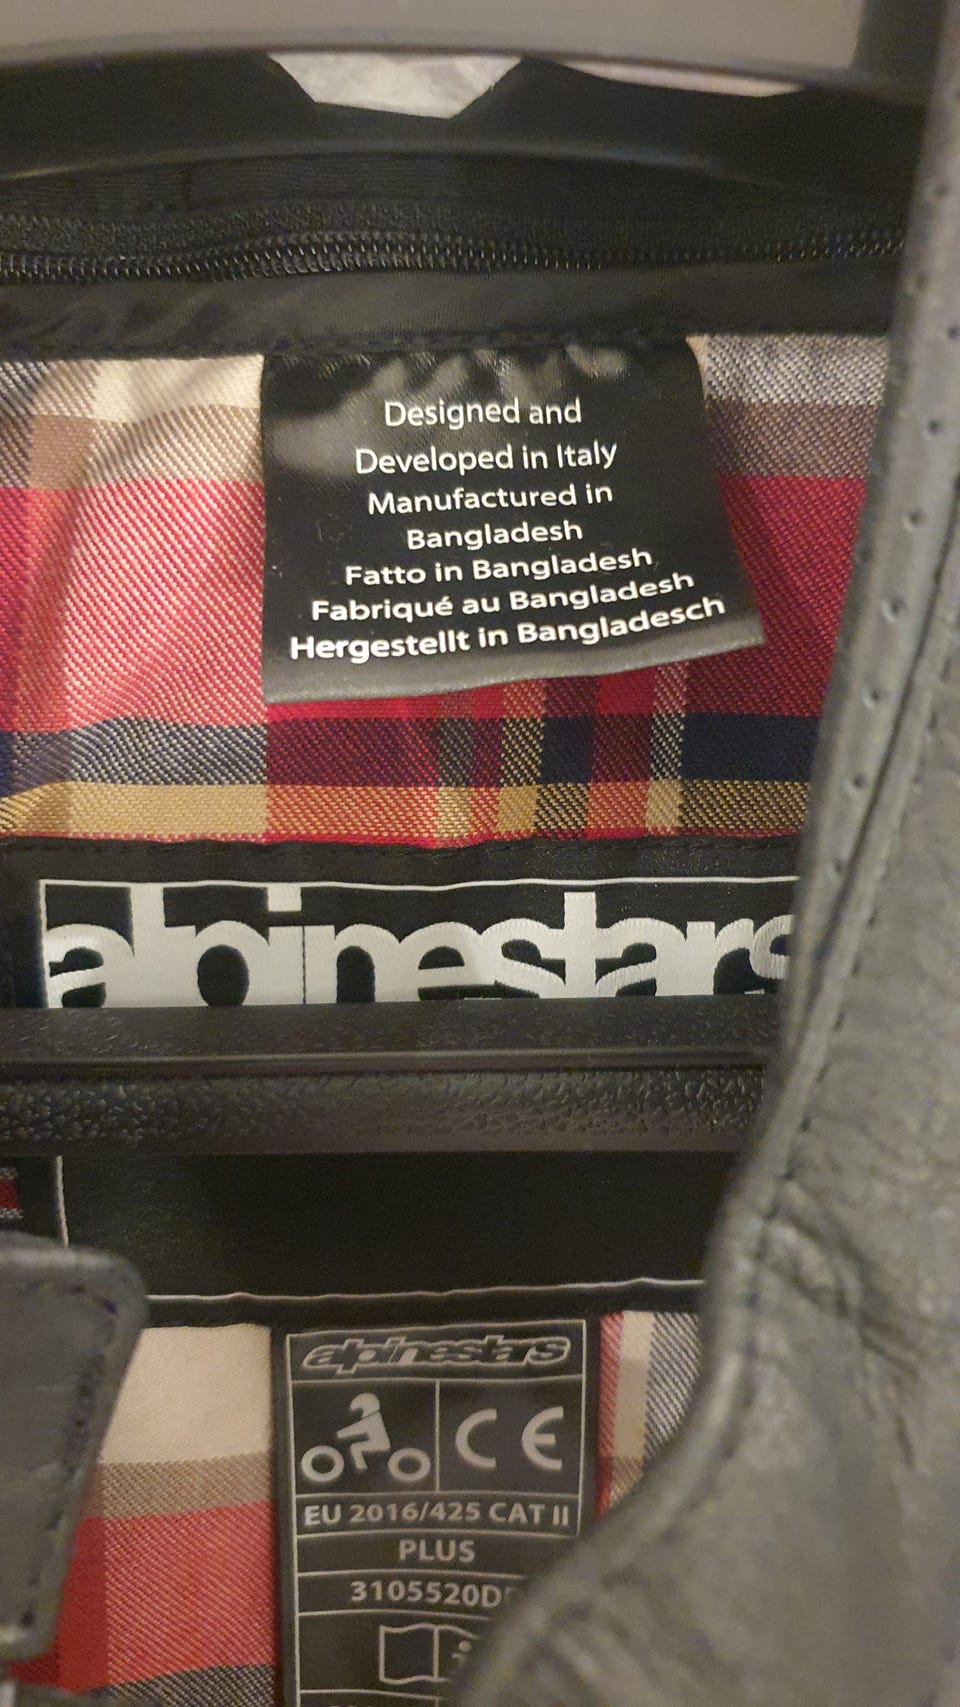 Designed and
Developed in Italy
Manufactured in
Bangladesh
Fatto in Bangladesh
Fabriqué au Bangladesh
Hergestellt in Bangladesch
alpinestars
alpinestars
CE
EU 2016/425 CAT II
PLUS
3105520D